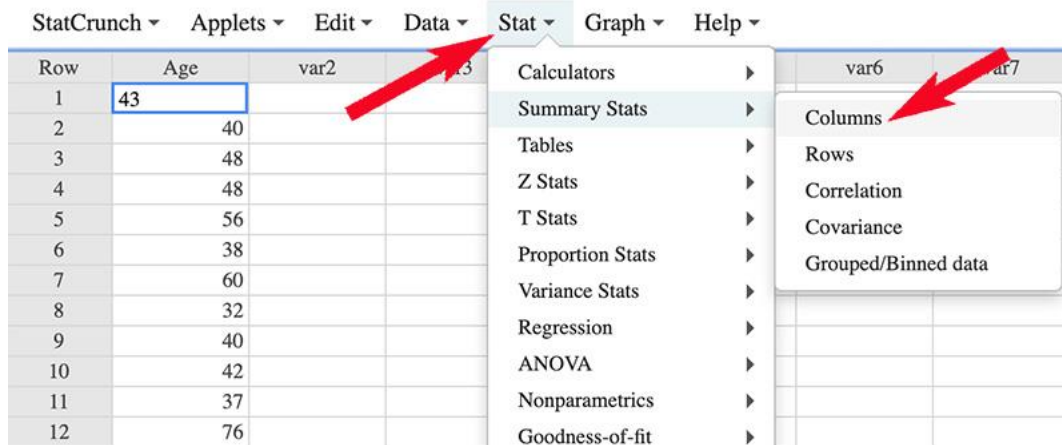 StatCrunch Applets Edit Data Stat Graph Help
Row Age var2 var6
1 43
2 40
3 48
4 48
5 56
6 38
7 60
8 32
9 40
10 42
11 37
12 76
Calculators
Summary Stats
Tables
Z Stats
T Stats
Proportion Stats
Variance Stats
Regression
ANOVA
Nonparametrics
Goodness-of-fit
Columns
Rows
Correlation
Covariance
Grouped/Binned data